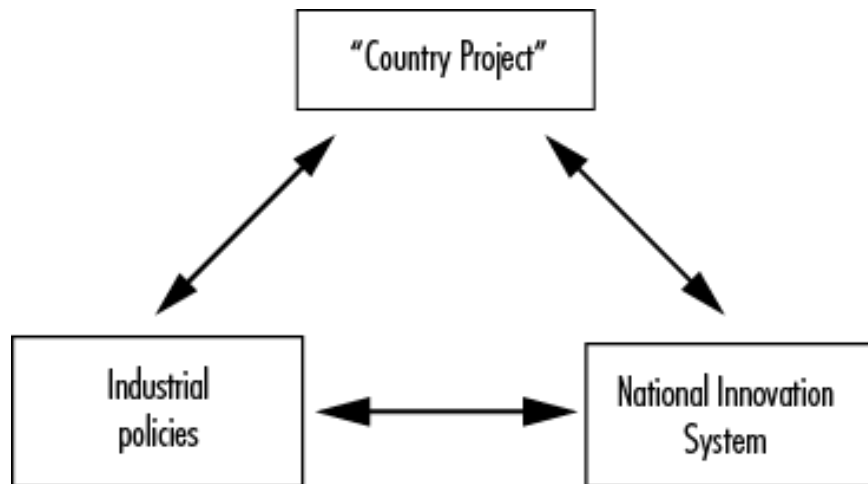 “Country Project”
Industrial
policies
National Innovation
System